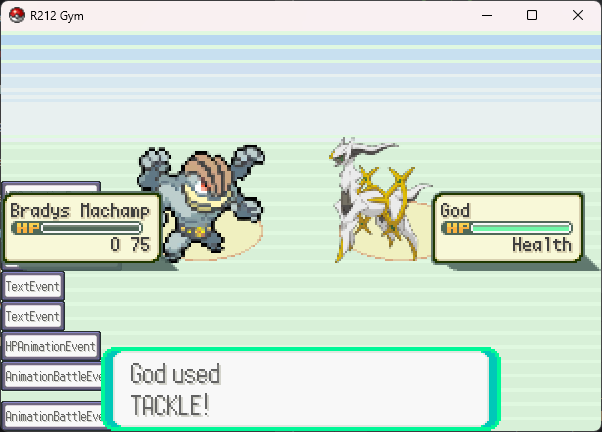 R212 Gym
Bradys Machamp
HP
0 75
God
HP
Health
TextEvent
TextEvent
HPAnimationEvent
AnimationBattleEve
AnimationBattleEve
God used
TACKLE!